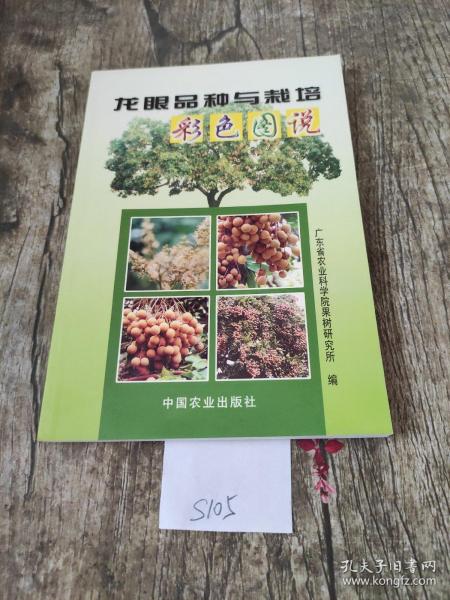 龙眼品种与栽培
彩色图说
广东省农业科学院果树研究所 编
中国农业出版社
S105
孔夫子旧书网
www.kongfz.com